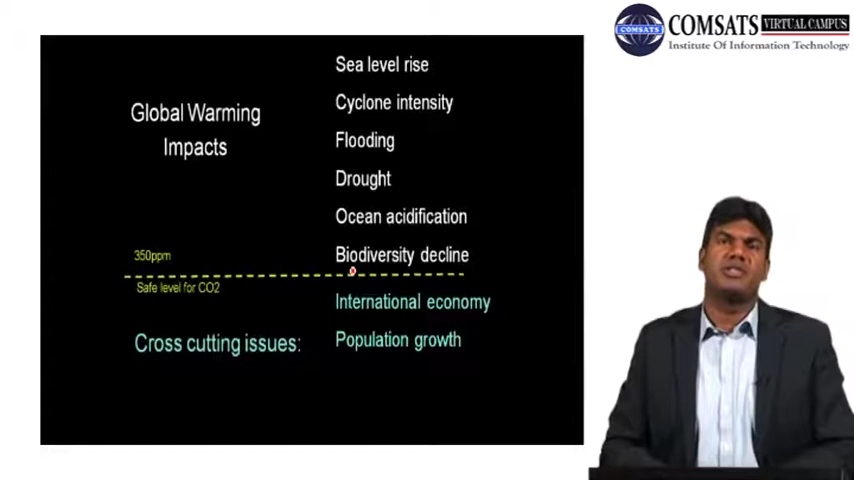 COMSATS VIRTUAL CAMPUS
Institute Of Information Technology
COMSATS
Global Warming
Impacts
Sea level rise
Cyclone intensity
Flooding
Drought
Ocean acidification
Biodiversity decline
350ppm
Safe level for CO2
International economy
Cross cutting issues:
Population growth